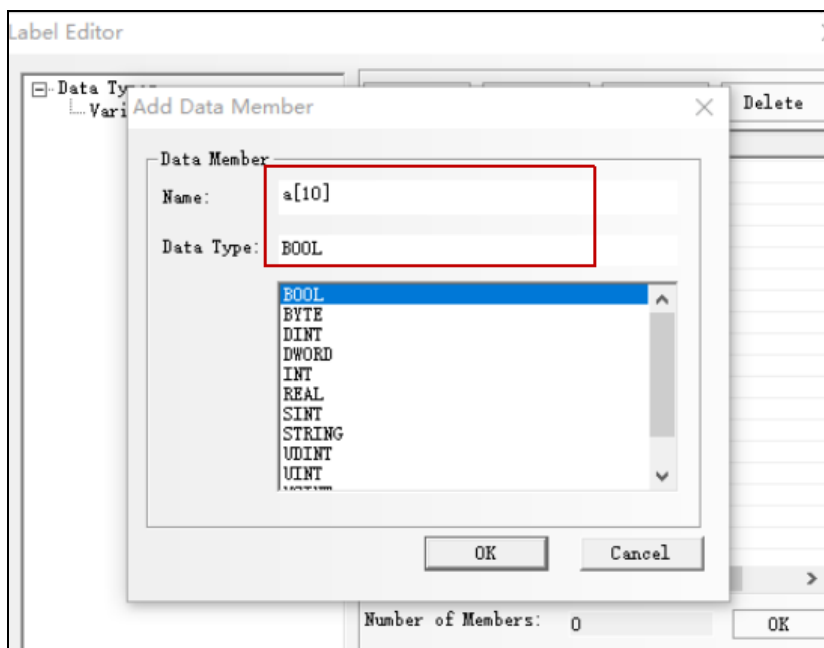 Label Editor
Data Ty
Vari
Delete
Add Data Member
Data Member
Name:
a[10]
Data Type:
BOOL
BOOL
BYTE
DINT
DWORD
INT
REAL
SINT
STRING
UDINT
UINT
OK
Cancel
Number of Members:
0
OK